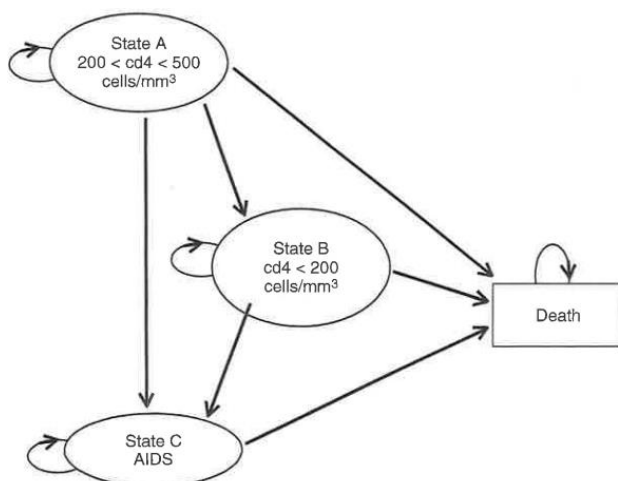 State A
200 < cd4 < 500
cells/mm³
State B
cd4 < 200
cells/mm³
Death
State C
AIDS